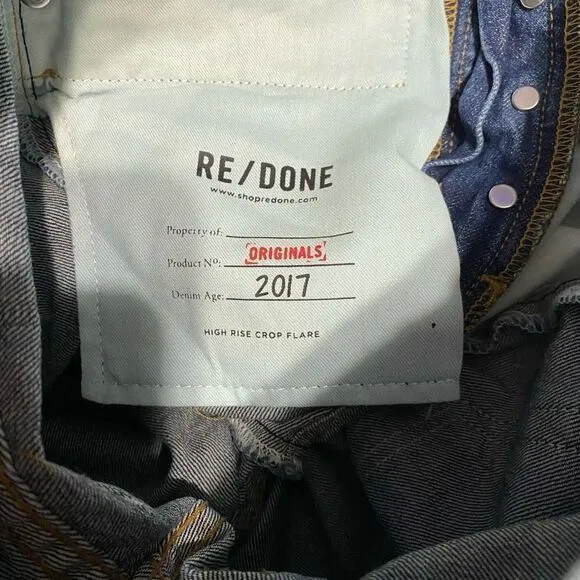 RE/DONE
www.shopredone.com
Property of:
Product Nº: ORIGINALS
Denim Age: 2017
HIGH RISE CROP FLARE